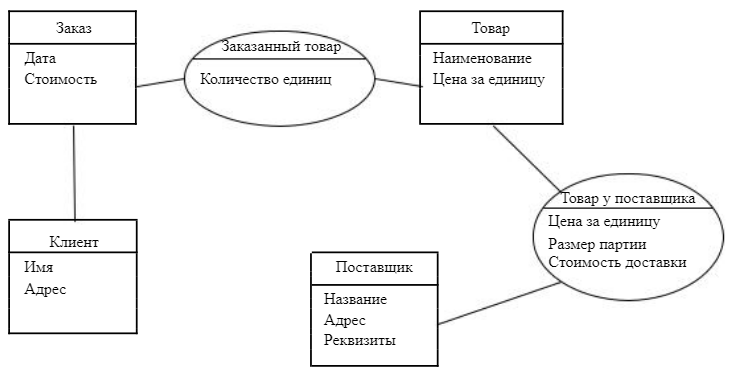 Заказ
Дата
Стоимость
Заказанный товар
Количество единиц
Товар
Наименование
Цена за единицу
Товар у поставщика
Цена за единицу
Размер партии
Стоимость доставки
Клиент
Имя
Адрес
Поставщик
Название
Адрес
Реквизиты